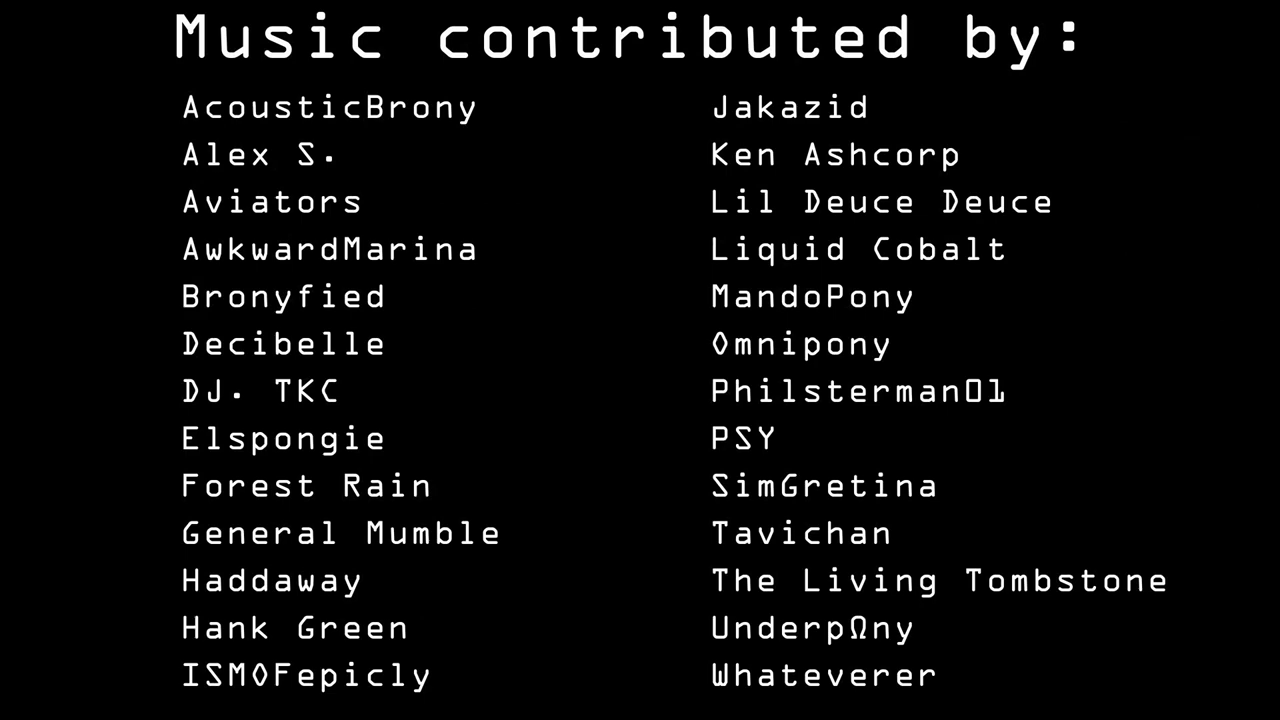 Music contributed by:
AcousticBrony
Alex S.
Aviators
AwkwardMarina
Bronyfied
Decibelle
DJ. TKC
Elspongie
Forest Rain
General Mumble
Haddaway
Hank Green
ISMOFepicly
Jakazid
Ken Ashcorp
Lil Deuce Deuce
Liquid Cobalt
MandoPony
Omnipony
Philsterman01
PSY
SimGretina
Tavichan
The Living Tombstone
UnderpΩny
Whateverer